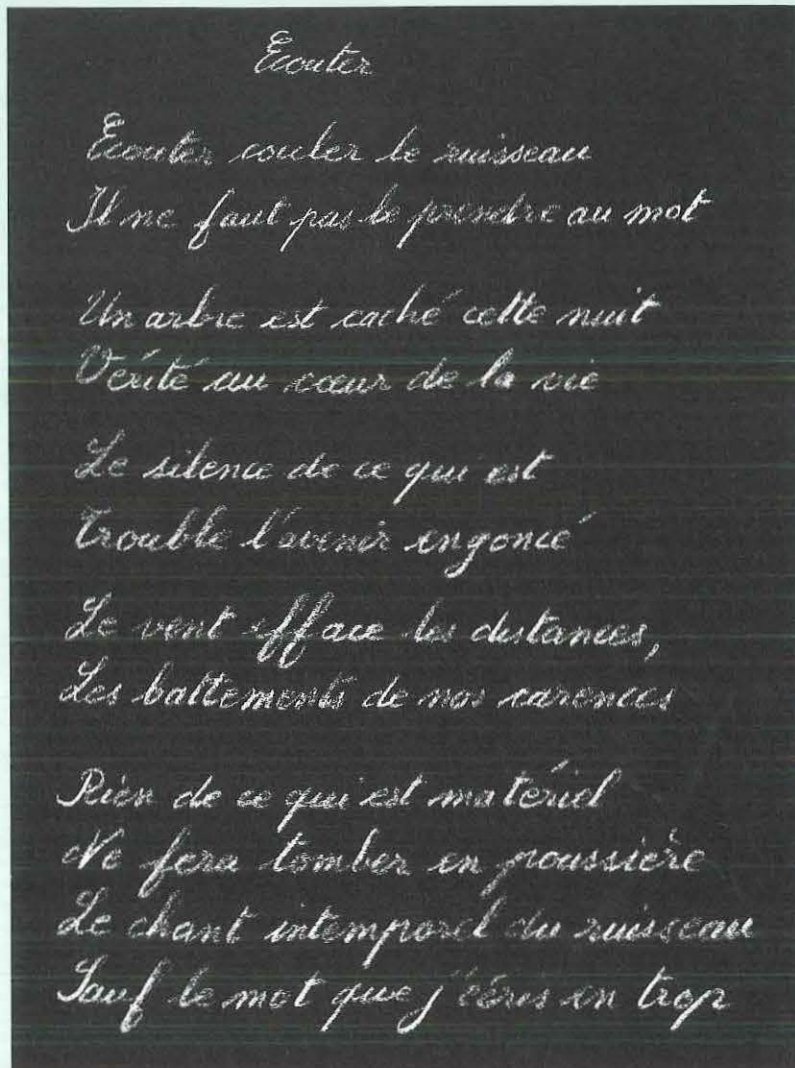 Ecouter
Ecouter couler le ruisseau
Il ne faut pas le prendre au mot
Un arbre est caché cette nuit
Vérité au cœur de la vie
Le silence de ce qui est
Trouble l'avenir engoncé
Le vent efface les distances,
Les battements de nos carences
Rien de ce qui est matériel
Ne fera tomber en poussière
Le chant intemporel du ruisseau
Sauf le mot que j'écris en trop